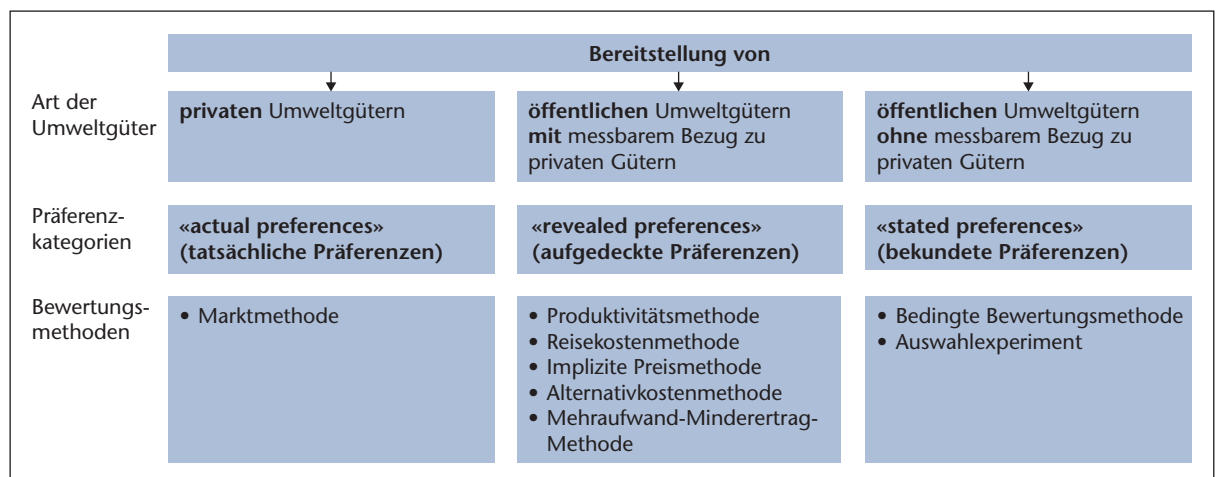 Bereitstellung von
Art der
Umweltgüter
privaten Umweltgütern
öffentlichen Umweltgütern
mit messbarem Bezug zu
privaten Gütern
öffentlichen Umweltgütern
ohne messbarem Bezug zu
privaten Gütern
Präferenz-
kategorien
«actual preferences»
(tatsächliche Präferenzen)
«revealed preferences»
(aufgedeckte Präferenzen)
«stated preferences»
(bekundete Präferenzen)
Bewertungs-
methoden
• Marktmethode
• Produktivitätsmethode
• Reisekostenmethode
• Implizite Preismethode
• Alternativkostenmethode
• Mehraufwand-Minderertrag-
Methode
• Bedingte Bewertungsmethode
• Auswahlexperiment